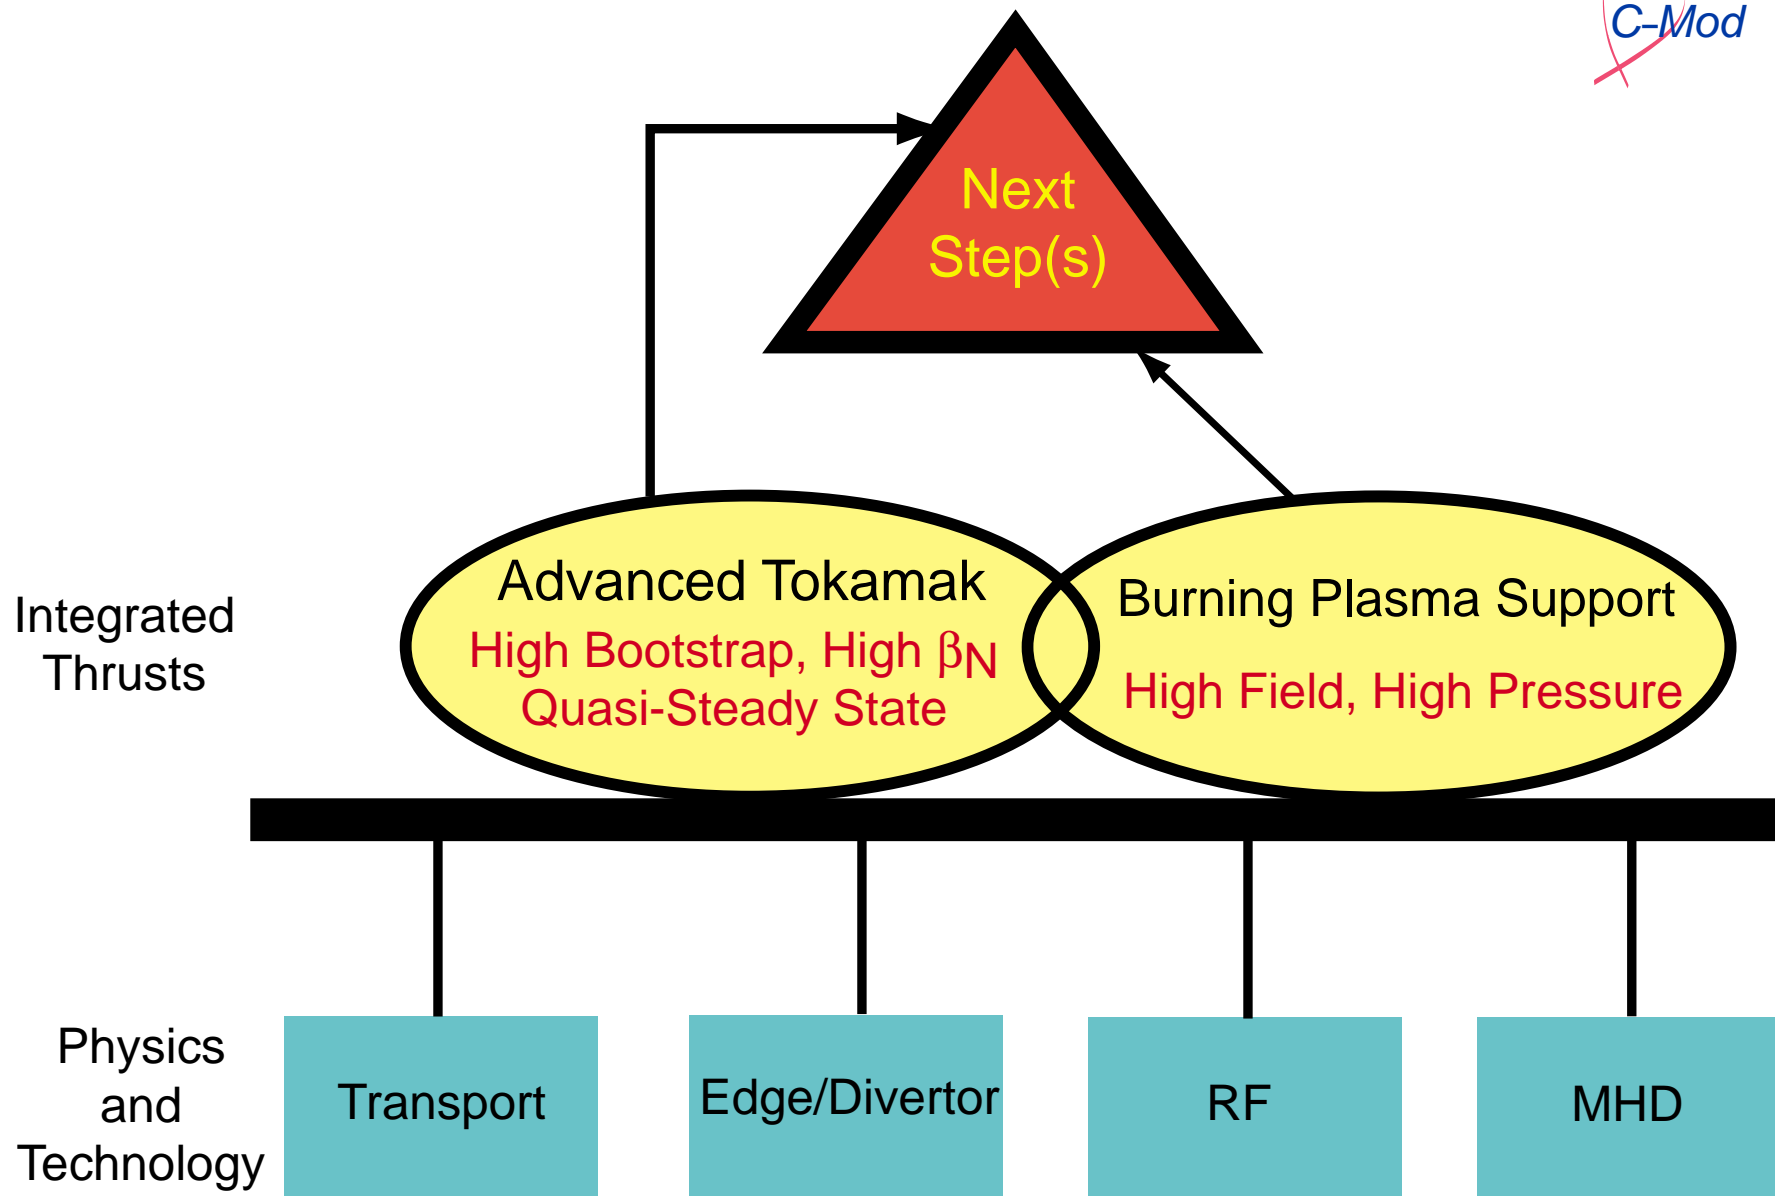 C-Mod
Next
Step(s)
Advanced Tokamak
High Bootstrap, High βN
Quasi-Steady State
Burning Plasma Support
High Field, High Pressure
Integrated
Thrusts
Physics
and
Technology
Transport
Edge/Divertor
RF
MHD